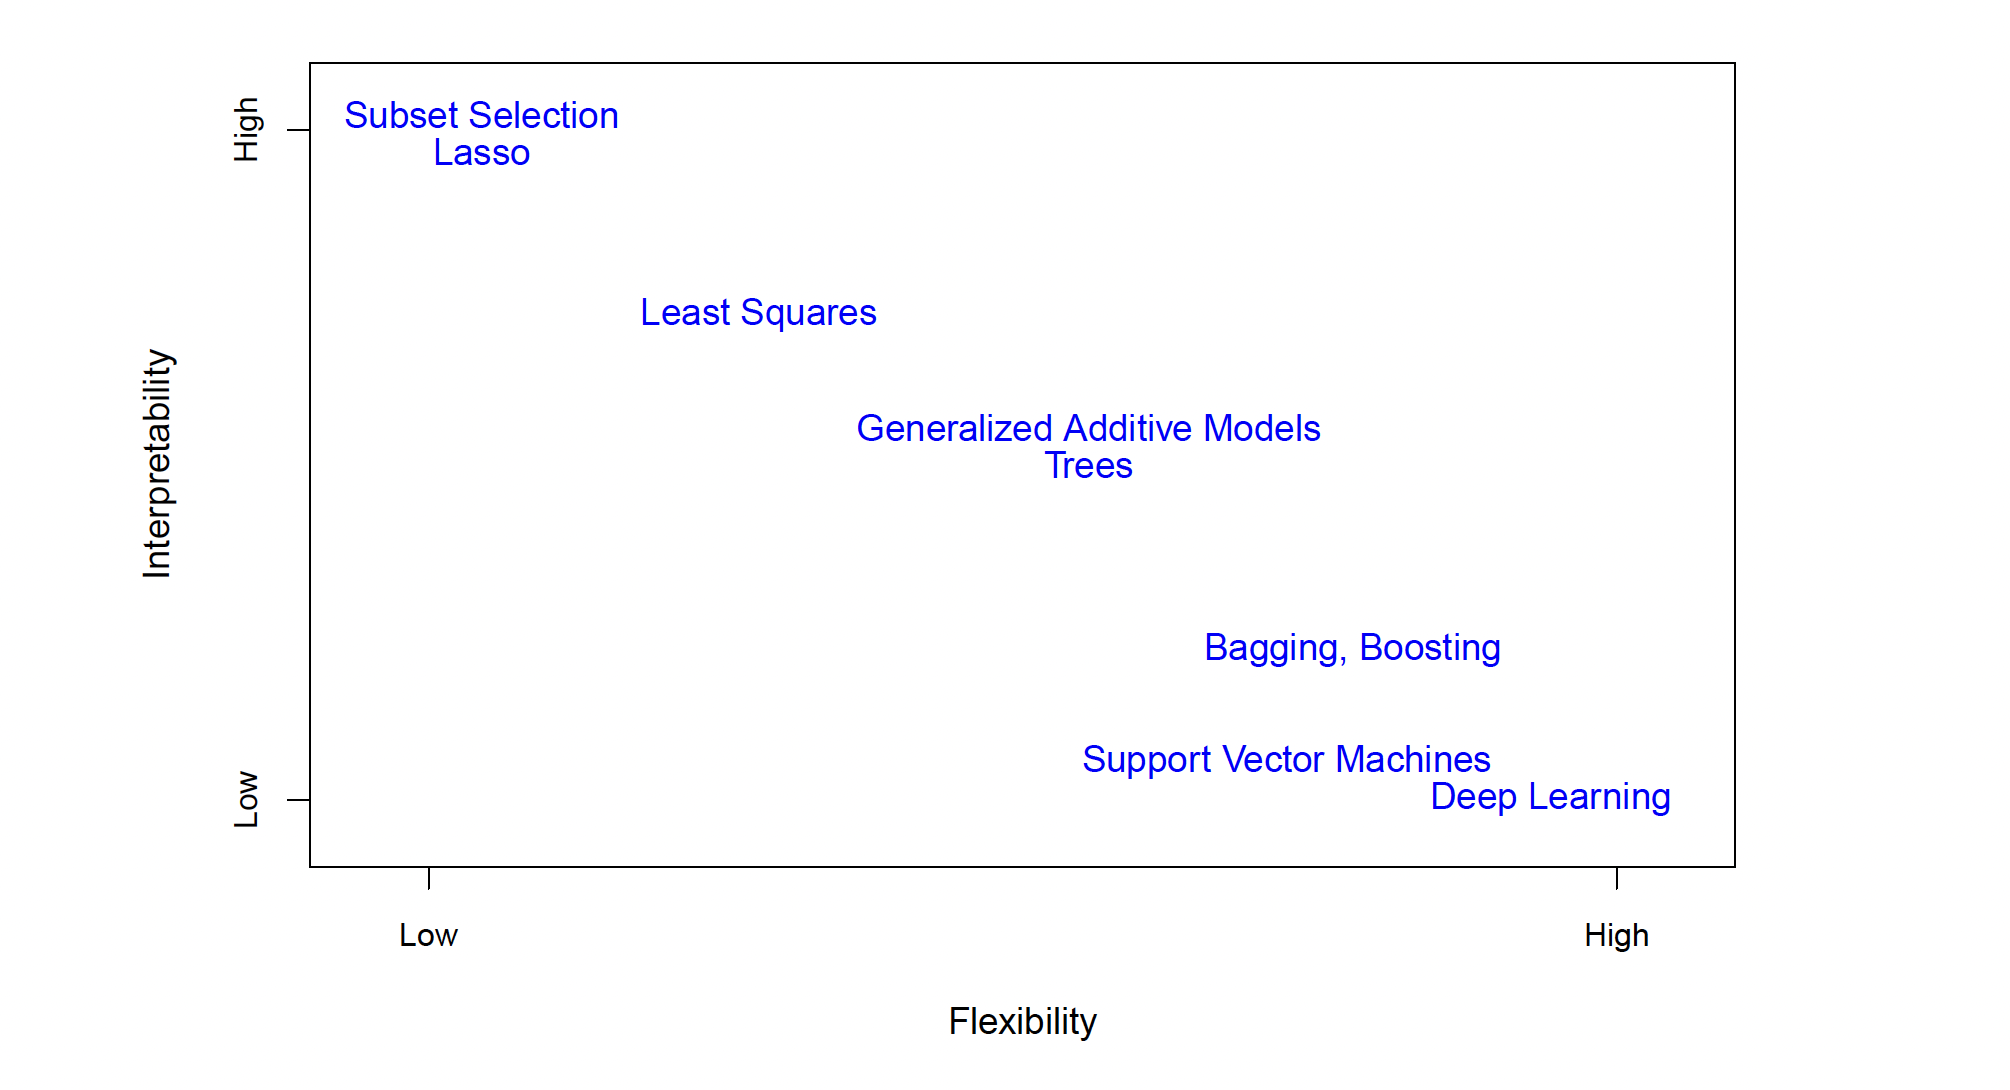 High
Subset Selection
Lasso
Least Squares
Interpretability
Generalized Additive Models
Trees
Bagging, Boosting
Support Vector Machines
Low
Deep Learning
Low
High
Flexibility